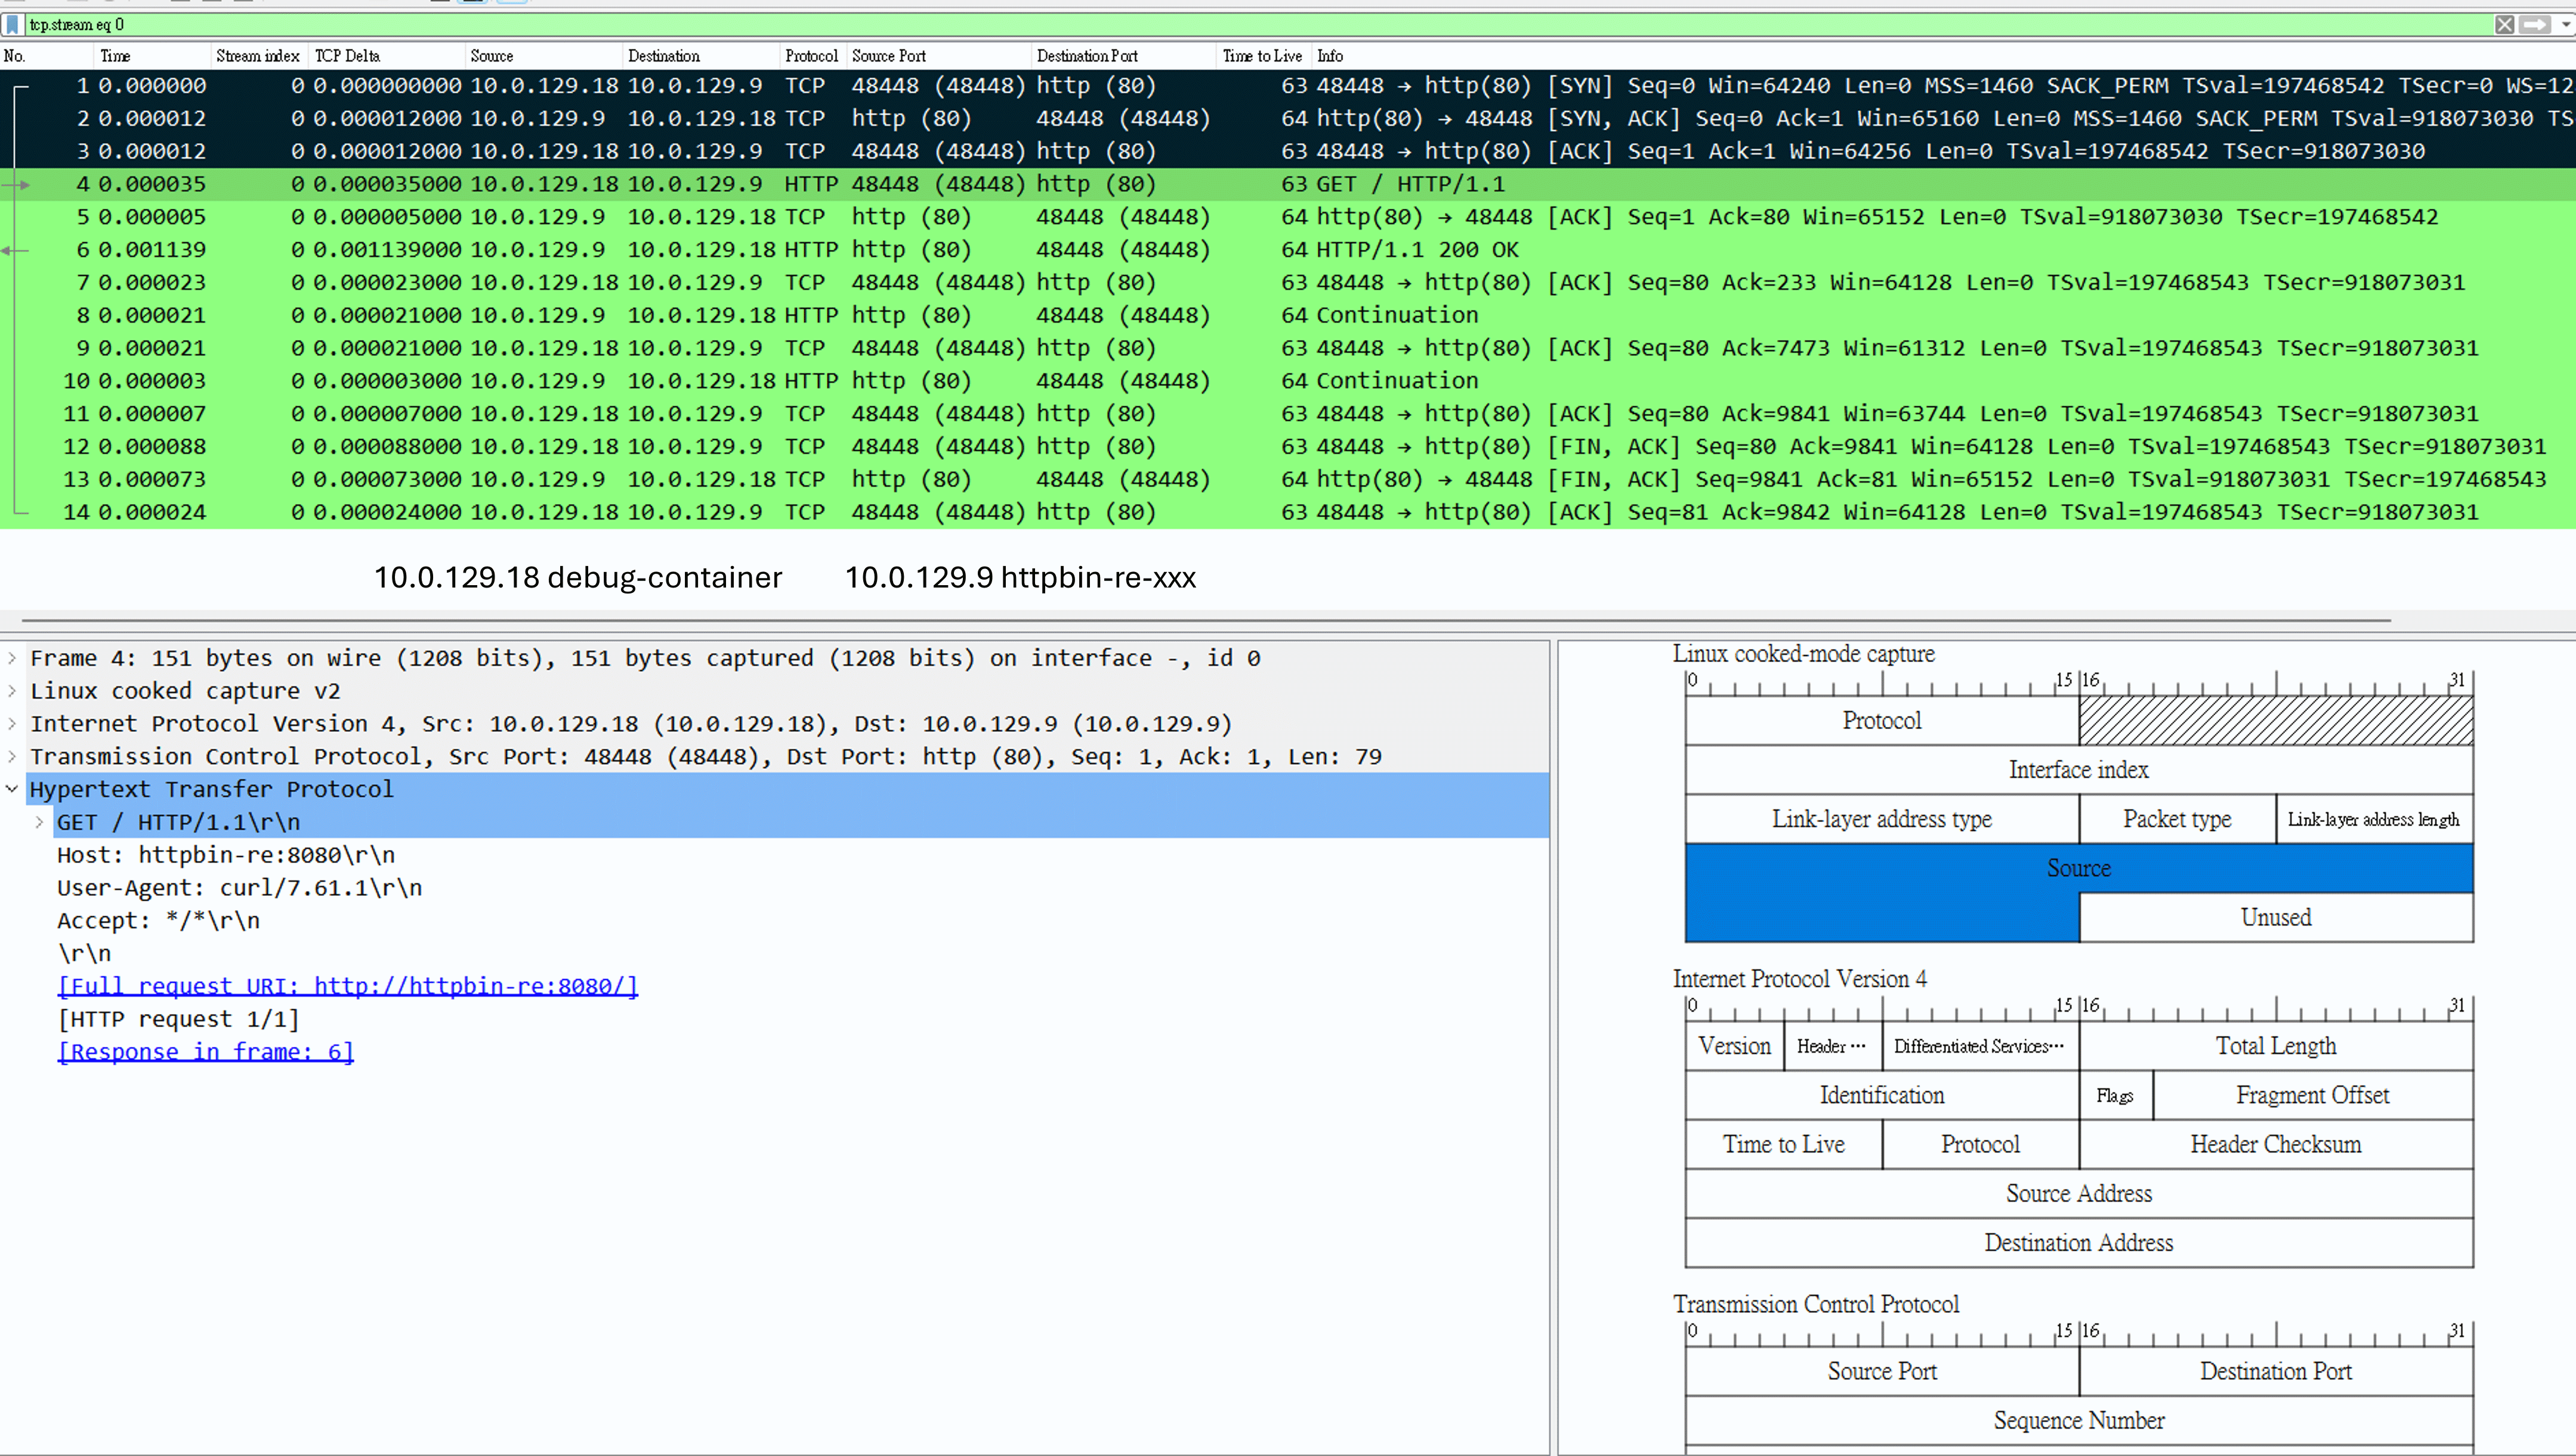 tcp.stream eq 0
No. Time Stream index TCP Delta Source Destination Protocol Source Port Destination Port Time to Live Info
1 0.000000 0 0.000000000 10.0.129.18 10.0.129.9 TCP 48448 (48448) http (80) 63 48448 → http(80) [SYN] Seq=0 Win=64240 Len=0 MSS=1460 SACK_PERM TSval=197468542 TSecr=0 WS=12
2 0.000012 0 0.000012000 10.0.129.9 10.0.129.18 TCP http (80) 48448 (48448) 64 http(80) → 48448 [SYN, ACK] Seq=0 Ack=1 Win=65160 Len=0 MSS=1460 SACK_PERM TSval=918073030 TS
3 0.000012 0 0.000012000 10.0.129.18 10.0.129.9 TCP 48448 (48448) http (80) 63 48448 → http(80) [ACK] Seq=1 Ack=1 Win=64256 Len=0 TSval=197468542 TSecr=918073030
4 0.000035 0 0.000035000 10.0.129.18 10.0.129.9 HTTP 48448 (48448) http (80) 63 GET / HTTP/1.1
5 0.000005 0 0.000005000 10.0.129.9 10.0.129.18 TCP http (80) 48448 (48448) 64 http(80) → 48448 [ACK] Seq=1 Ack=80 Win=65152 Len=0 TSval=918073030 TSecr=197468542
6 0.001139 0 0.001139000 10.0.129.9 10.0.129.18 HTTP http (80) 48448 (48448) 64 HTTP/1.1 200 OK
7 0.000023 0 0.000023000 10.0.129.18 10.0.129.9 TCP 48448 (48448) http (80) 63 48448 → http(80) [ACK] Seq=80 Ack=233 Win=64128 Len=0 TSval=197468543 TSecr=918073031
8 0.000021 0 0.000021000 10.0.129.9 10.0.129.18 HTTP http (80) 48448 (48448) 64 Continuation
9 0.000021 0 0.000021000 10.0.129.18 10.0.129.9 TCP 48448 (48448) http (80) 63 48448 → http(80) [ACK] Seq=80 Ack=7473 Win=61312 Len=0 TSval=197468543 TSecr=918073031
10 0.000003 0 0.000003000 10.0.129.9 10.0.129.18 HTTP http (80) 48448 (48448) 64 Continuation
11 0.000007 0 0.000007000 10.0.129.18 10.0.129.9 TCP 48448 (48448) http (80) 63 48448 → http(80) [ACK] Seq=80 Ack=9841 Win=63744 Len=0 TSval=197468543 TSecr=918073031
12 0.000088 0 0.000088000 10.0.129.18 10.0.129.9 TCP 48448 (48448) http (80) 63 48448 → http(80) [FIN, ACK] Seq=80 Ack=9841 Win=64128 Len=0 TSval=197468543 TSecr=918073031
13 0.000073 0 0.000073000 10.0.129.9 10.0.129.18 TCP http (80) 48448 (48448) 64 http(80) → 48448 [FIN, ACK] Seq=9841 Ack=81 Win=65152 Len=0 TSval=918073031 TSecr=197468543
14 0.000024 0 0.000024000 10.0.129.18 10.0.129.9 TCP 48448 (48448) http (80) 63 48448 → http(80) [ACK] Seq=81 Ack=9842 Win=64128 Len=0 TSval=197468543 TSecr=918073031
10.0.129.18 debug-container 10.0.129.9 httpbin-re-xxx
Frame 4: 151 bytes on wire (1208 bits), 151 bytes captured (1208 bits) on interface -, id 0
Linux cooked capture v2
Internet Protocol Version 4, Src: 10.0.129.18 (10.0.129.18), Dst: 10.0.129.9 (10.0.129.9)
Transmission Control Protocol, Src Port: 48448 (48448), Dst Port: http (80), Seq: 1, Ack: 1, Len: 79
Hypertext Transfer Protocol
GET / HTTP/1.1\r\n
Host: httpbin-re:8080\r\n
User-Agent: curl/7.61.1\r\n
Accept: */*\r\n
\r\n
[Full request URI: http://httpbin-re:8080/]
[HTTP request 1/1]
[Response in frame: 6]
Linux cooked-mode capture
0 15 16 31
Protocol
Interface index
Link-layer address type Packet type Link-layer address length
Source
Unused
Internet Protocol Version 4
0 15 16 31
Version Header ··· Differentiated Services··· Total Length
Identification Flags Fragment Offset
Time to Live Protocol Header Checksum
Source Address
Destination Address
Transmission Control Protocol
0 15 16 31
Source Port Destination Port
Sequence Number